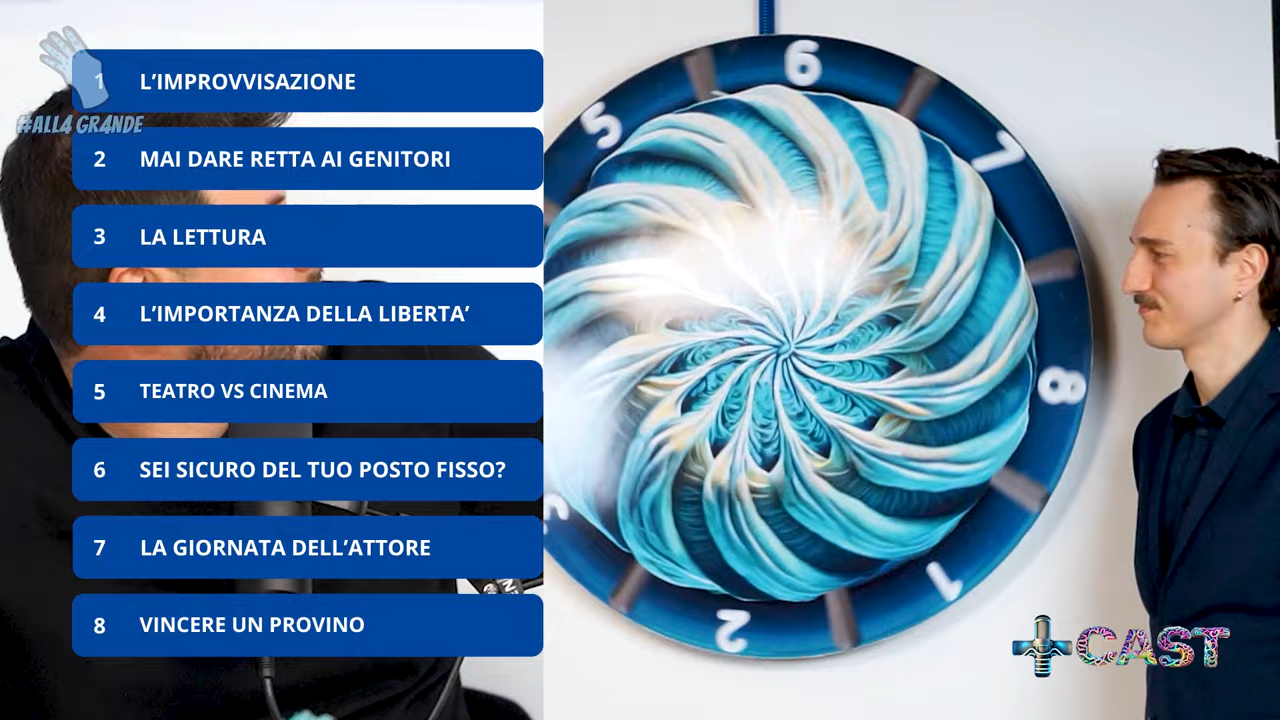 1 L’IMPROVVISAZIONE
#ALL4 GR4NDE
2 MAI DARE RETTA AI GENITORI
3 LA LETTURA
4 L’IMPORTANZA DELLA LIBERTA’
5 TEATRO VS CINEMA
6 SEI SICURO DEL TUO POSTO FISSO?
7 LA GIORNATA DELL’ATTORE
8 VINCERE UN PROVINO
5
6
7
8
1
2
3
+CAST